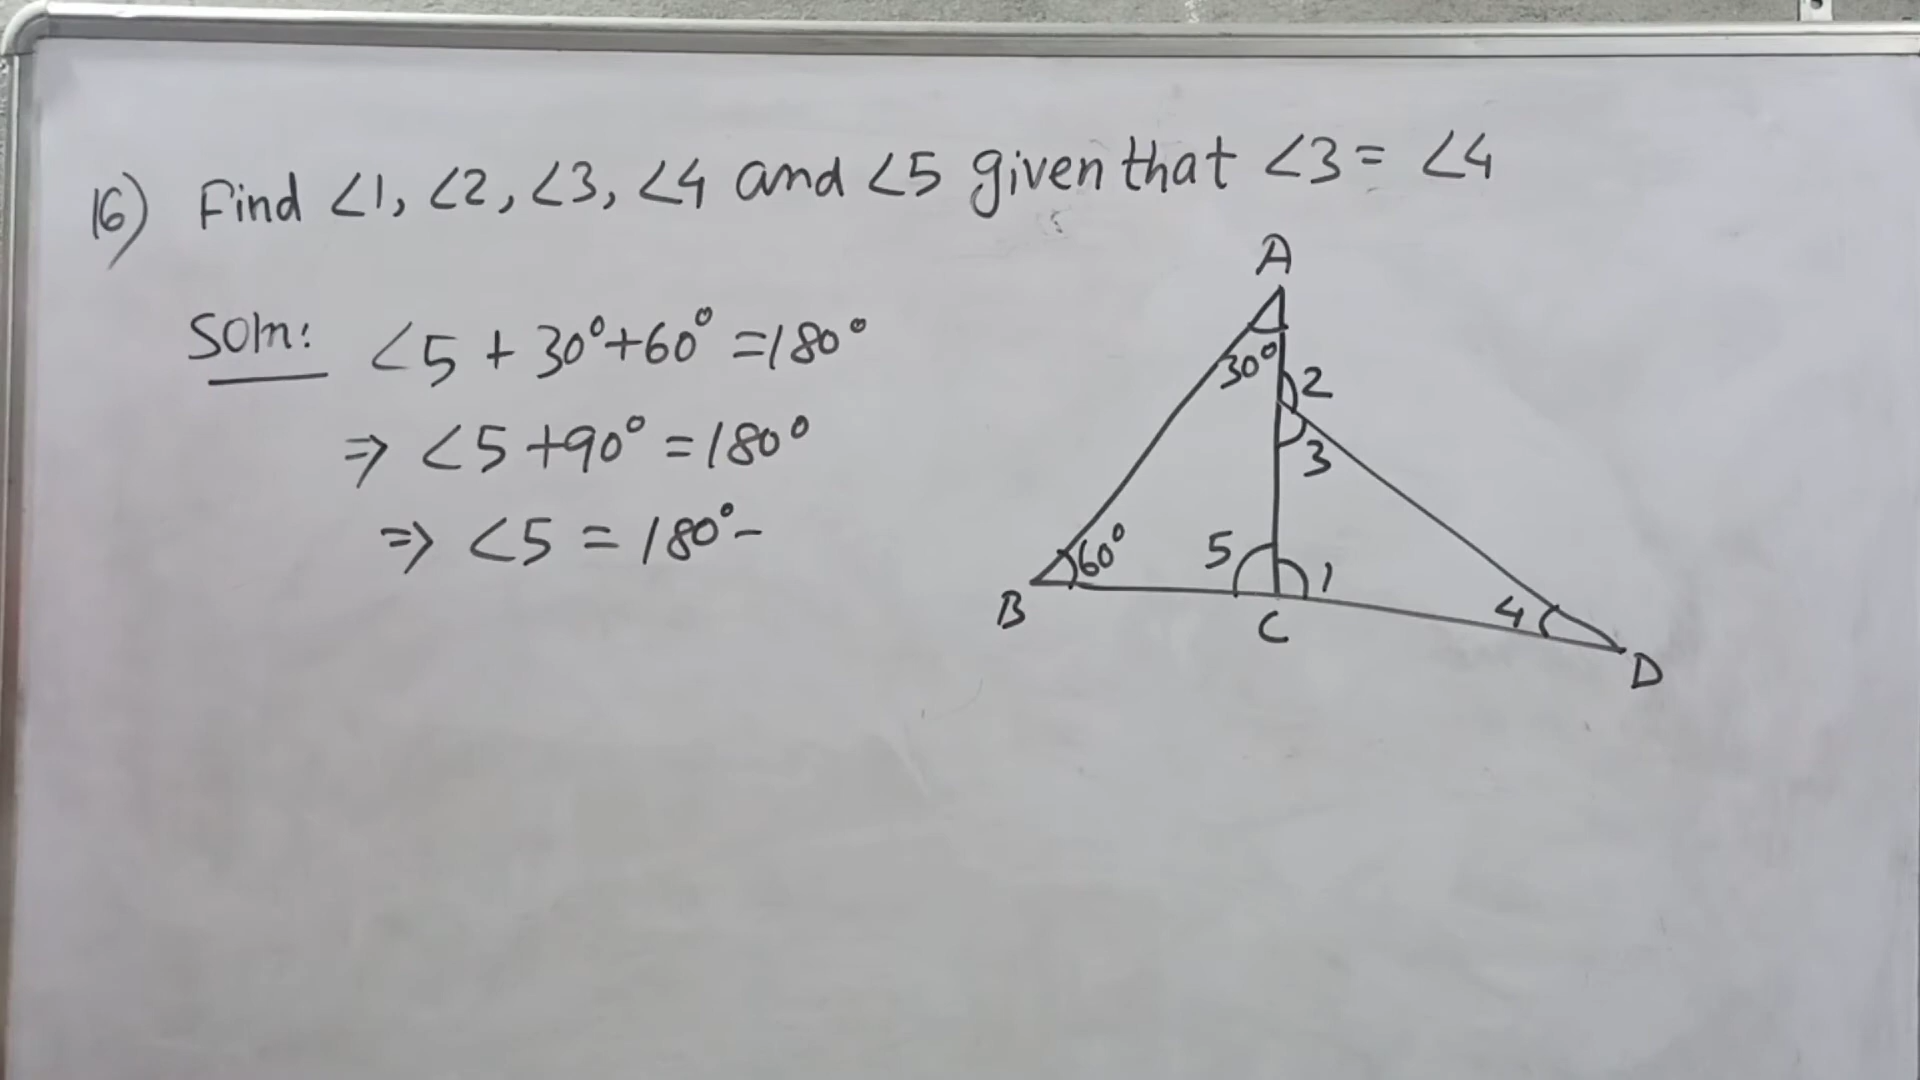 16) Find ∠1, ∠2, ∠3, ∠4 and ∠5 given that ∠3 = ∠4
Soln: ∠5 + 30° + 60° = 180°
⇒ ∠5 + 90° = 180°
⇒ ∠5 = 180° -
A
30°
2
3
60°
5
1
4
B
C
D